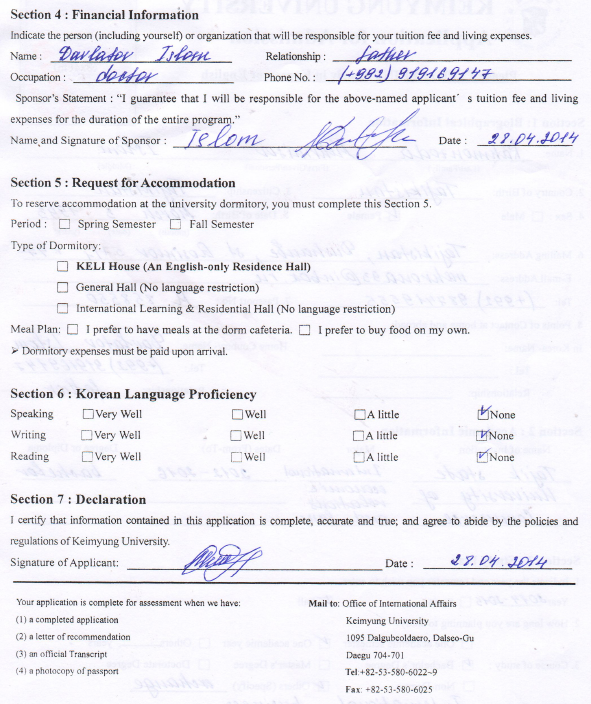 Section 4 : Financial Information
Indicate the person (including yourself) or organization that will be responsible for your tuition fee and living expenses.
Name : Davlatov Islom Relationship : father
Occupation : doctor Phone No. : (+992) 919169147
Sponsor's Statement : "I guarantee that I will be responsible for the above-named applicant´ s tuition fee and living
expenses for the duration of the entire program."
Name and Signature of Sponsor : Islom Date : 28.04.2014
Section 5 : Request for Accommodation
To reserve accommodation at the university dormitory, you must complete this Section 5.
Period : ☐ Spring Semester ☐ Fall Semester
Type of Dormitory:
☐ KELI House (An English-only Residence Hall)
☐ General Hall (No language restriction)
☐ International Learning & Residential Hall (No language restriction)
Meal Plan: ☐ I prefer to have meals at the dorm cafeteria. ☐ I prefer to buy food on my own.
➢ Dormitory expenses must be paid upon arrival.
Section 6 : Korean Language Proficiency
Speaking ☐Very Well ☐Well ☐A little ☑None
Writing ☐Very Well ☐Well ☐A little ☑None
Reading ☐Very Well ☐Well ☐A little ☑None
Section 7 : Declaration
I certify that information contained in this application is complete, accurate and true; and agree to abide by the policies and
regulations of Keimyung University.
Signature of Applicant: Date : 28.04.2014
Your application is complete for assessment when we have:
(1) a completed application
(2) a letter of recommendation
(3) an official Transcript
(4) a photocopy of passport
Mail to: Office of International Affairs
Keimyung University
1095 Dalgubeoldaero, Dalseo-Gu
Daegu 704-701
Tel:+82-53-580-6022~9
Fax: +82-53-580-6025